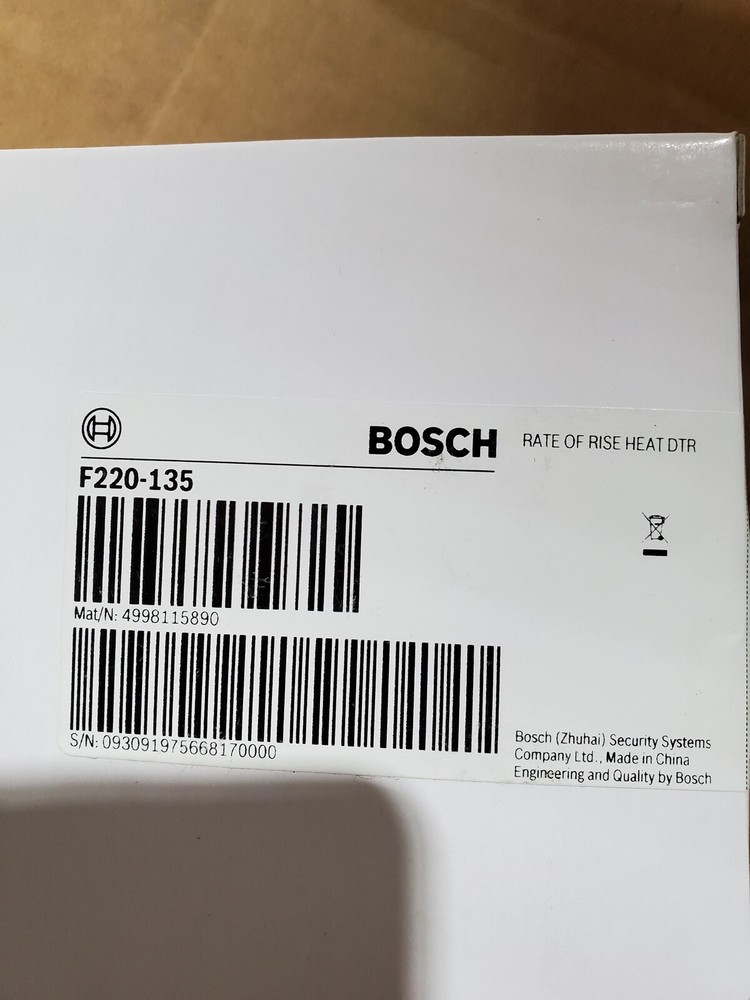 BOSCH
RATE OF RISE HEAT DTR
F220-135
Mat/N: 4998115890
S/N: 093091975668170000
Bosch (Zhuhai) Security Systems
Company Ltd., Made in China
Engineering and Quality by Bosch